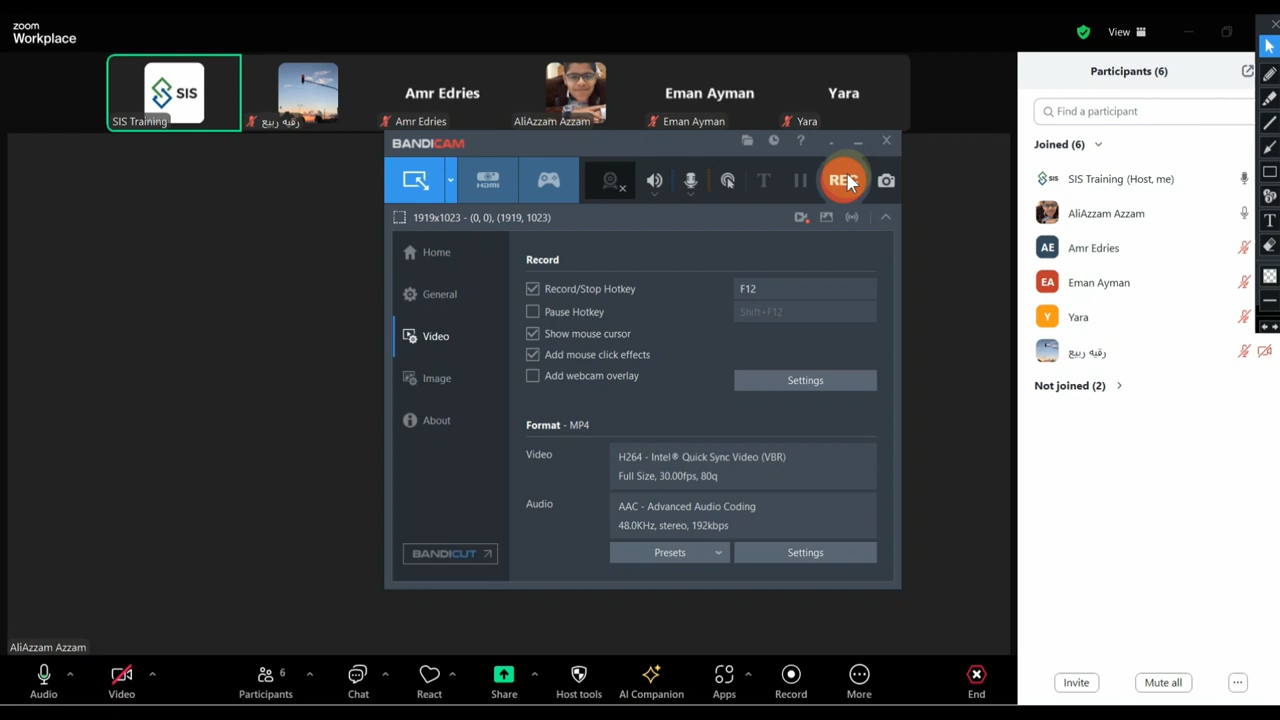 zoom
Workplace
View
SIS
SIS Training
رقيه ربيع
Amr Edries
Amr Edries
AliAzzam Azzam
Eman Ayman
Eman Ayman
Yara
Yara
Participants (6)
Find a participant
Joined (6)
SIS Training (Host, me)
AliAzzam Azzam
AE Amr Edries
EA Eman Ayman
Y Yara
رقيه ربيع
Not joined (2)
BANDICAM
HDMI
REC
1919x1023 - (0, 0), (1919, 1023)
Home
General
Video
Image
About
BANDICUT
Record
Record/Stop Hotkey F12
Pause Hotkey Shift+F12
Show mouse cursor
Add mouse click effects
Add webcam overlay
Settings
Format - MP4
Video
H264 - Intel® Quick Sync Video (VBR)
Full Size, 30.00fps, 80q
Audio
AAC - Advanced Audio Coding
48.0KHz, stereo, 192kbps
Presets Settings
AliAzzam Azzam
Audio
Video
6
Participants
Chat
React
Share
Host tools
AI Companion
Apps
Record
More
End
Invite
Mute all